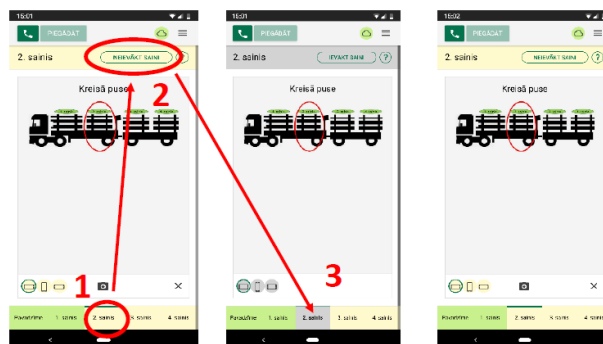 15:01
PIEGĀDĀT
2. sainis
NEIEVĀKT SAINI
?
Kreisā puse
2
1
Pavadzīme
1. sainis
2. sainis
3. sainis
4. sainis
15:01
PIEGĀDĀT
2. sainis
IEVĀKT SAINI
?
Kreisā puse
3
Pavadzīme
1. sainis
2. sainis
3. sainis
4. sainis
15:02
PIEGĀDĀT
2. sainis
NEIEVĀKT SAINI
?
Kreisā puse
Pavadzīme
1. sainis
2. sainis
3. sainis
4. sainis